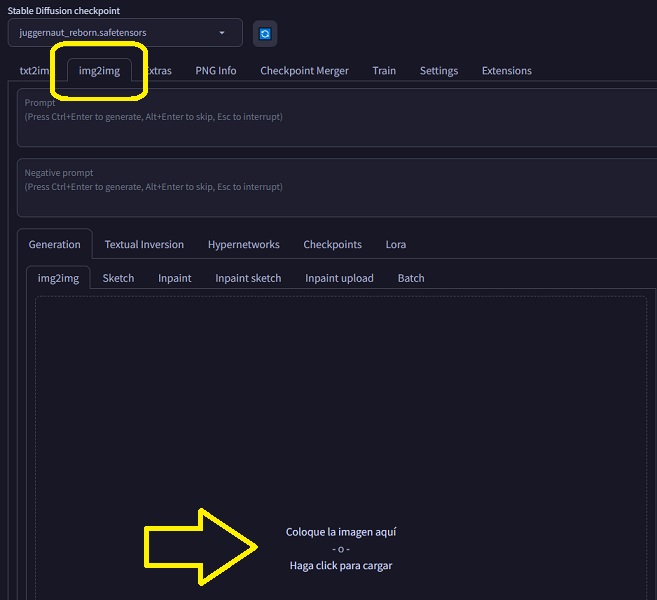 Stable Diffusion checkpoint
juggernaut_reborn.safetensors
txt2im img2img xtras PNG Info Checkpoint Merger Train Settings Extensions
Prompt
(Press Ctrl+Enter to generate, Alt+Enter to skip, Esc to interrupt)
Negative prompt
(Press Ctrl+Enter to generate, Alt+Enter to skip, Esc to interrupt)
Generation Textual Inversion Hypernetworks Checkpoints Lora
img2img Sketch Inpaint Inpaint sketch Inpaint upload Batch
Coloque la imagen aquí
- o -
Haga click para cargar